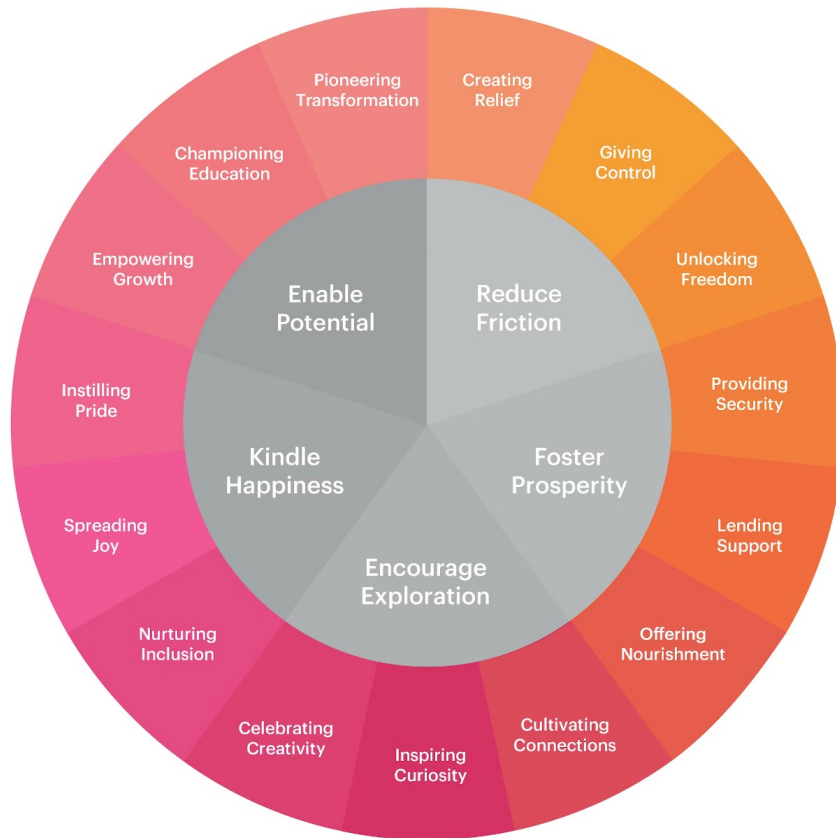 Pioneering
Transformation
Creating
Relief
Giving
Control
Unlocking
Freedom
Providing
Security
Lending
Support
Offering
Nourishment
Cultivating
Connections
Inspiring
Curiosity
Celebrating
Creativity
Nurturing
Inclusion
Spreading
Joy
Instilling
Pride
Empowering
Growth
Championing
Education
Enable
Potential
Reduce
Friction
Foster
Prosperity
Encourage
Exploration
Kindle
Happiness